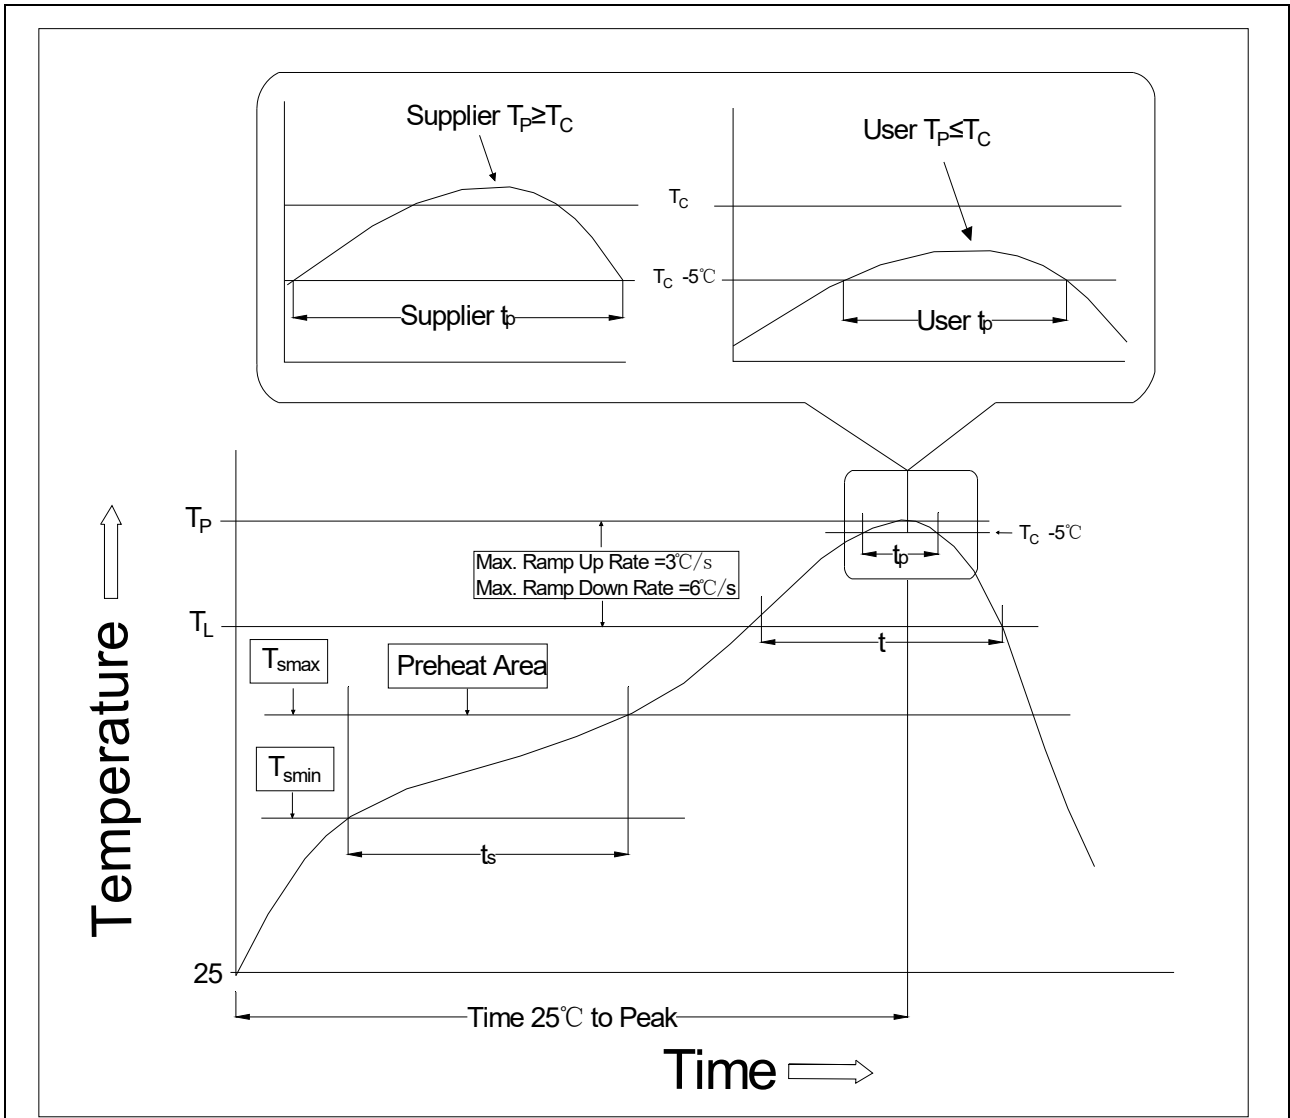 Supplier TP≥TC
User TP≤TC
TC
TC -5℃
Supplier tp
User tp
TP
TC -5℃
tp
Max. Ramp Up Rate =3℃/s
Max. Ramp Down Rate =6℃/s
TL
t
Tsmax
Preheat Area
Tsmin
ts
Temperature
25
Time 25℃ to Peak
Time